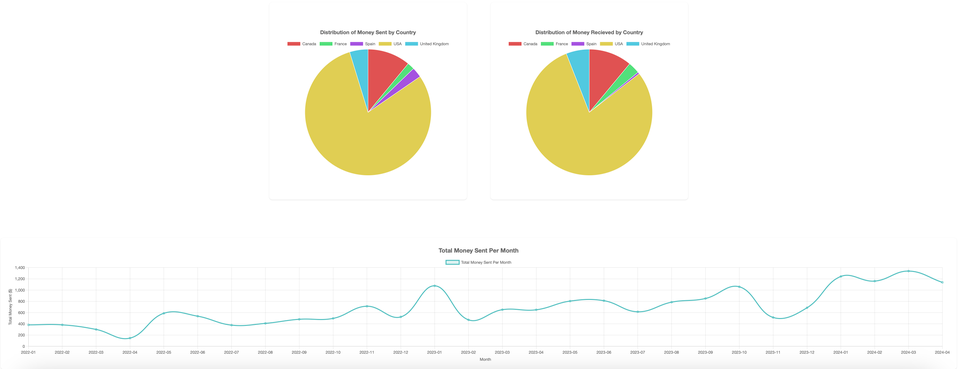 Distribution of Money Sent by Country
Canada France Spain USA United Kingdom
Distribution of Money Recieved by Country
Canada France Spain USA United Kingdom
Total Money Sent Per Month
Total Money Sent Per Month
Total Money Sent ($)
1,400
1,200
1,000
800
600
400
200
0
2022-01 2022-02 2022-03 2022-04 2022-05 2022-06 2022-07 2022-08 2022-09 2022-10 2022-11 2022-12 2023-01 2023-02 2023-03 2023-04 2023-05 2023-06 2023-07 2023-08 2023-09 2023-10 2023-11 2023-12 2024-01 2024-02 2024-03 2024-04
Month